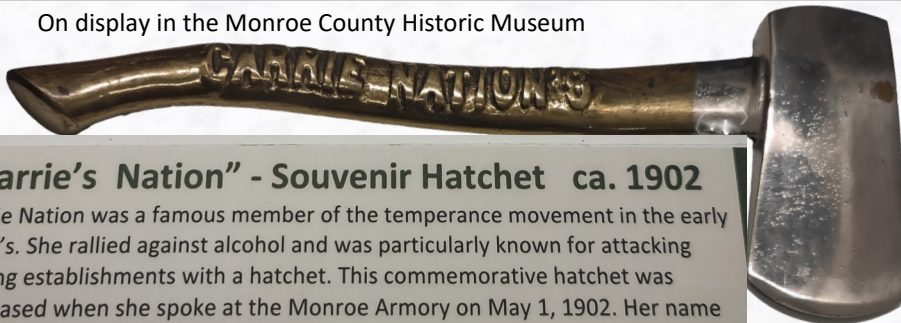 On display in the Monroe County Historic Museum
CARRIE NATION'S
arrie's Nation” - Souvenir Hatchet ca. 1902
e Nation was a famous member of the temperance movement in the early
's. She rallied against alcohol and was particularly known for attacking
ng establishments with a hatchet. This commemorative hatchet was
ased when she spoke at the Monroe Armory on May 1, 1902. Her name